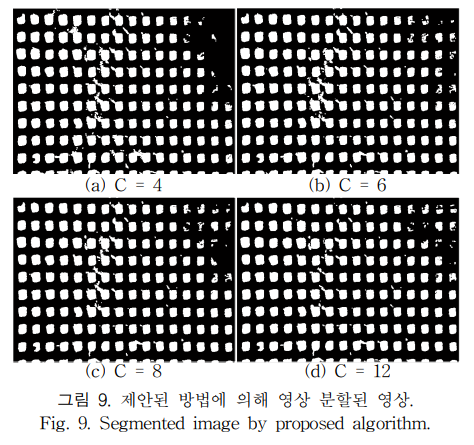 (a) C = 4
(b) C = 6
(c) C = 8
(d) C = 12
그림 9. 제안된 방법에 의해 영상 분할된 영상.
Fig. 9. Segmented image by proposed algorithm.